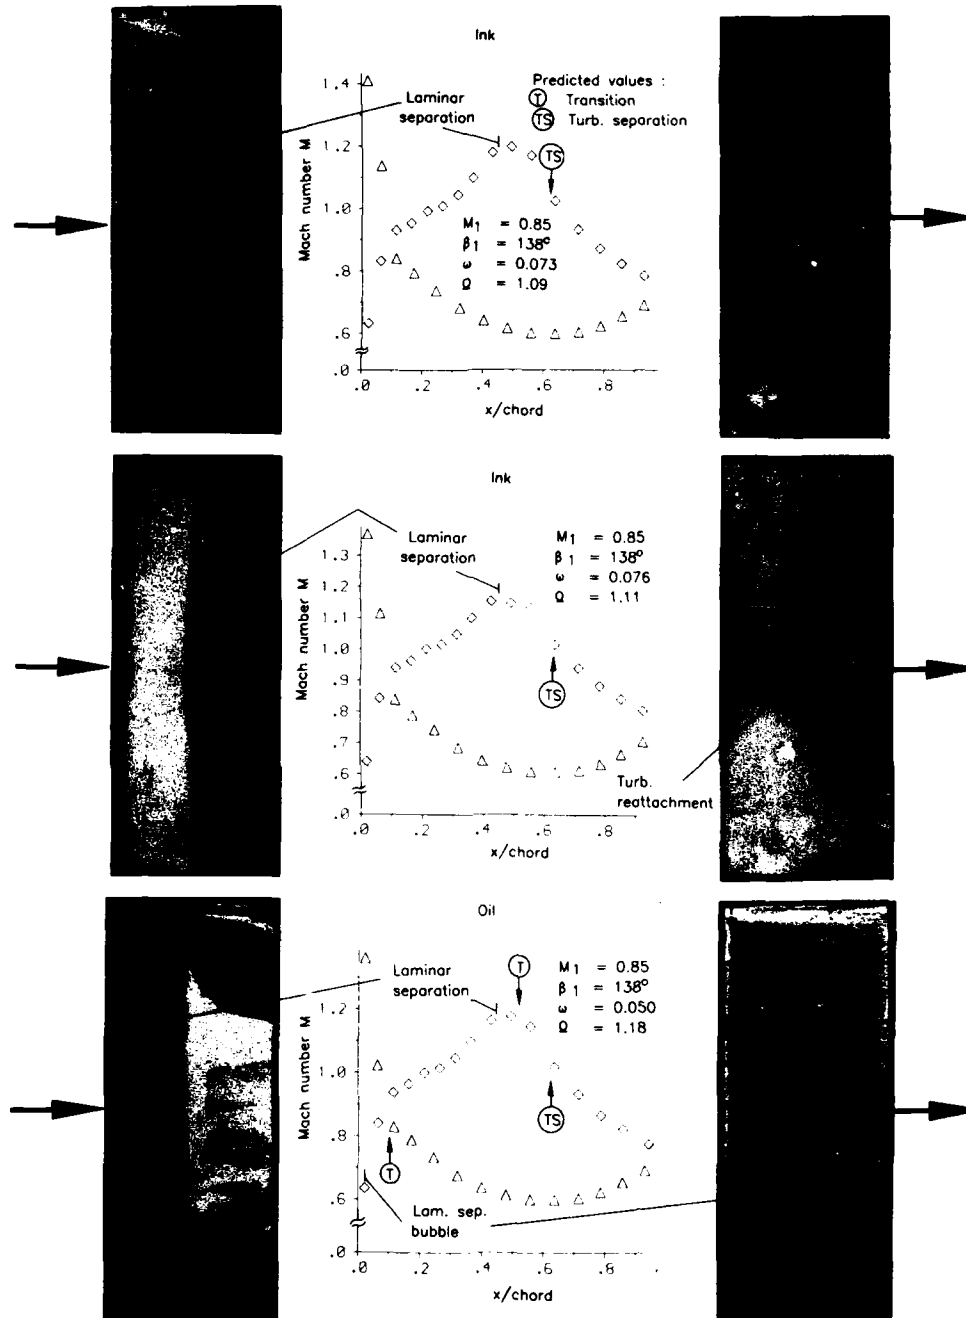 Ink
Predicted values :
T Transition
TS Turb. separation
Laminar
separation
TS
M1 = 0.85
β1 = 138°
ω = 0.073
Ω = 1.09
Mach number M
1.4
1.2
1.0
.8
.6
.0
.0 .2 .4 .6 .8
x/chord
Ink
Laminar
separation
M1 = 0.85
β1 = 138°
ω = 0.076
Ω = 1.11
TS
Mach number M
1.3
1.2
1.1
1.0
.9
.8
.7
.6
.0
.0 .2 .4 .6 .8
x/chord
Turb.
reattachment
Oil
Laminar
separation
T
M1 = 0.85
β1 = 138°
ω = 0.050
Ω = 1.18
TS
T
Lam. sep.
bubble
Mach number M
1.2
1.0
.8
.6
.0
.0 .2 .4 .6 .8
x/chord